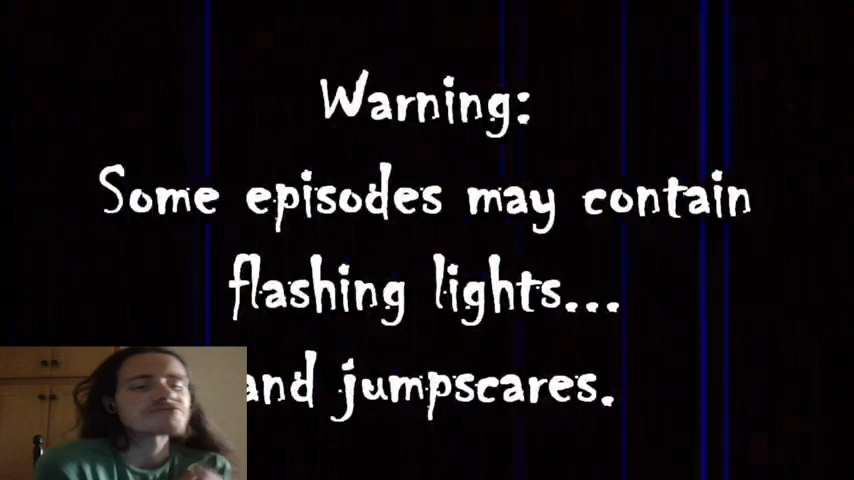 Warning:
Some episodes may contain
flashing lights...
and jumpscares.